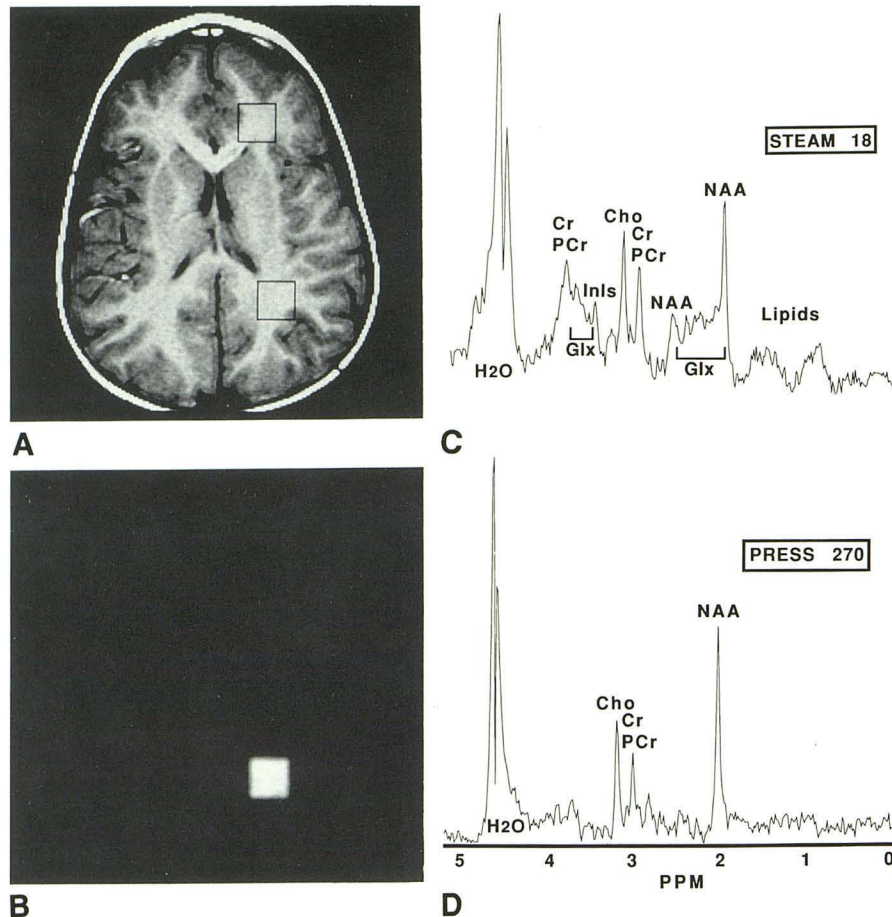 A
B
C
STEAM 18
NAA
Cho
Cr
PCr
Cr
PCr
InIs
NAA
Lipids
Glx
Glx
H2O
D
PRESS 270
NAA
Cho
Cr
PCr
H2O
5 4 3 2 1 0
PPM